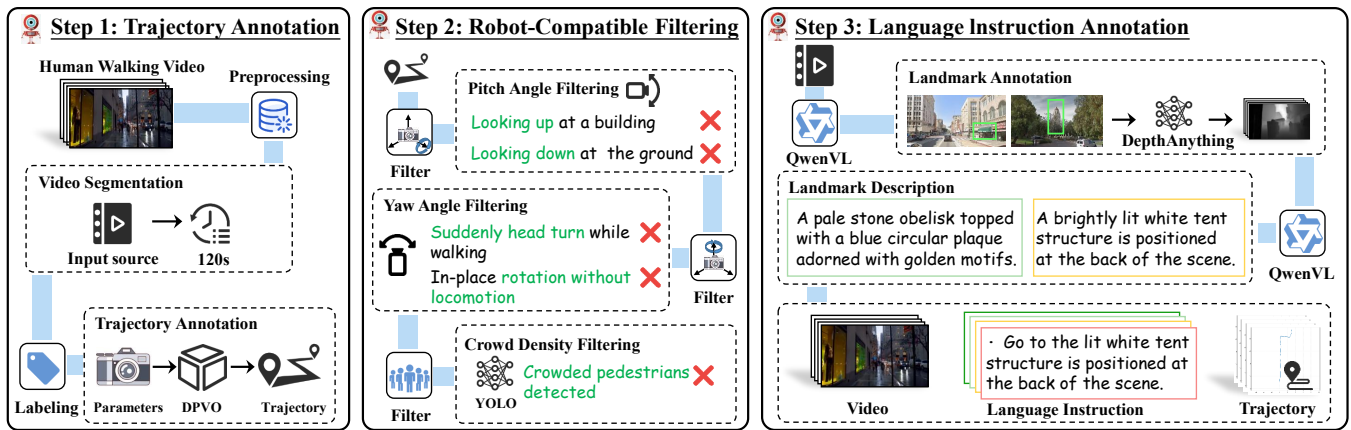 Step 1: Trajectory Annotation
Human Walking Video
Preprocessing
Video Segmentation
Input source
120s
Trajectory Annotation
Labeling
Parameters
DPVO
Trajectory
Step 2: Robot-Compatible Filtering
Pitch Angle Filtering
Looking up at a building
Looking down at the ground
Filter
Yaw Angle Filtering
Suddenly head turn while
walking
In-place rotation without
locomotion
Filter
Crowd Density Filtering
Crowded pedestrians
detected
YOLO
Filter
Step 3: Language Instruction Annotation
Landmark Annotation
QwenVL
DepthAnything
Landmark Description
A pale stone obelisk topped
with a blue circular plaque
adorned with golden motifs.
A brightly lit white tent
structure is positioned
at the back of the scene.
QwenVL
· Go to the lit white tent
structure is positioned at
the back of the scene.
Video
Language Instruction
Trajectory